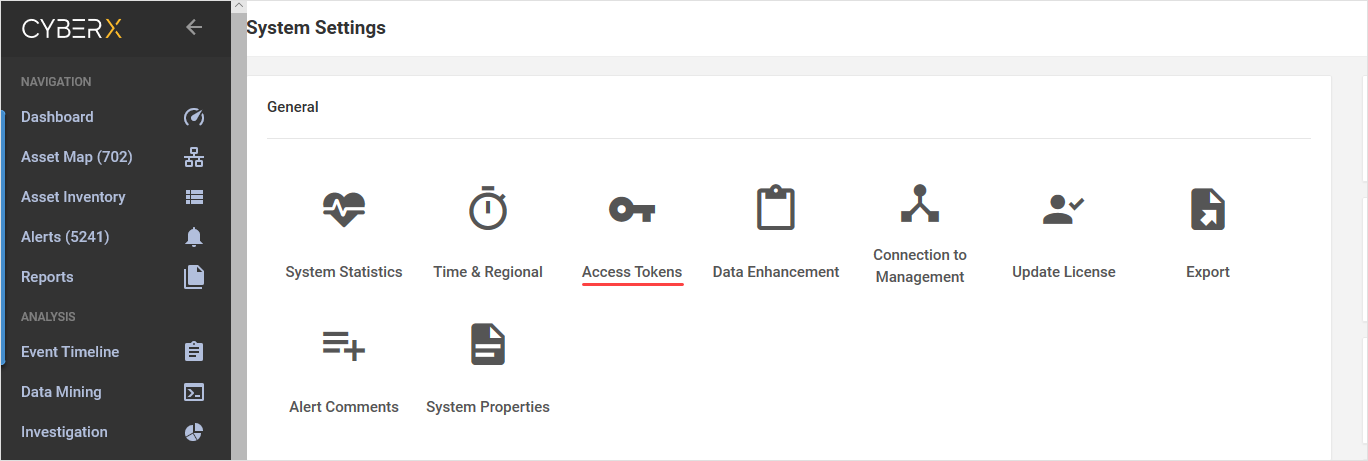 CYBERX
System Settings
NAVIGATION
Dashboard
Asset Map (702)
Asset Inventory
Alerts (5241)
Reports
ANALYSIS
Event Timeline
Data Mining
Investigation
General
System Statistics
Time & Regional
Access Tokens
Data Enhancement
Connection to
Management
Update License
Export
Alert Comments
System Properties